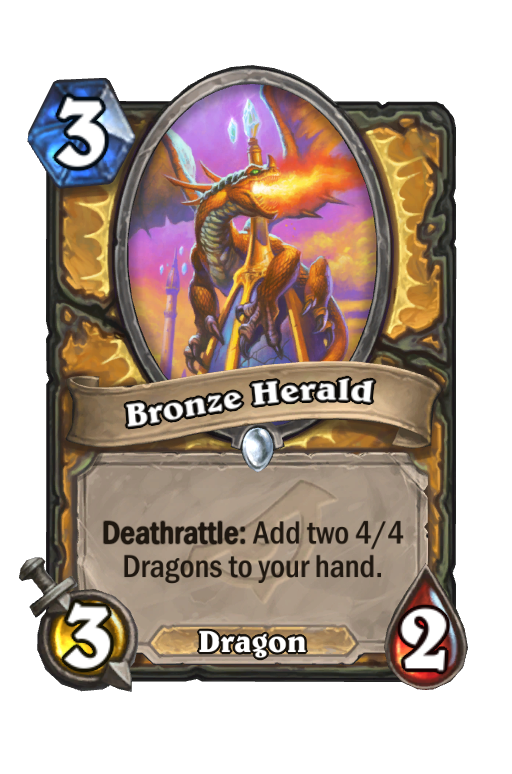 3
Bronze Herald
Deathrattle: Add two 4/4
Dragons to your hand.
3
Dragon
2